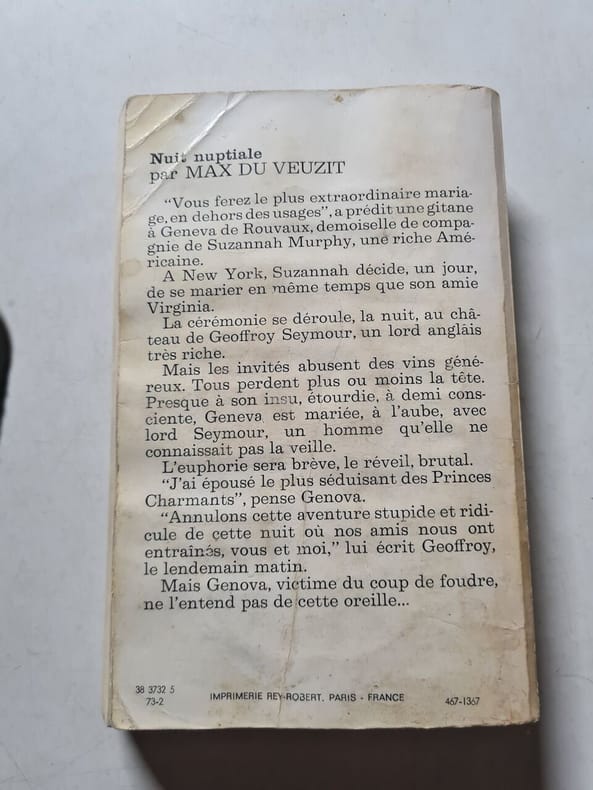 Nuit nuptiale
par MAX DU VEUZIT
"Vous ferez le plus extraordinaire maria-
ge, en dehors des usages", a prédit une gitane
à Geneva de Rouvaux, demoiselle de compa-
gnie de Suzannah Murphy, une riche Amé-
ricaine.
A New York, Suzannah décide, un jour,
de se marier en même temps que son amie
Virginia.
La cérémonie se déroule, la nuit, au châ-
teau de Geoffroy Seymour, un lord anglais
très riche.
Mais les invités abusent des vins géné-
reux. Tous perdent plus ou moins la tête.
Presque à son insu, étourdie, à demi cons-
ciente, Geneva est mariée, à l'aube, avec
lord Seymour, un homme qu'elle ne
connaissait pas la veille.
L'euphorie sera brève, le réveil, brutal.
"J'ai épousé le plus séduisant des Princes
Charmants", pense Genova.
"Annulons cette aventure stupide et ridi-
cule de cette nuit où nos amis nous ont
entraînés, vous et moi," lui écrit Geoffroy,
le lendemain matin.
Mais Genova, victime du coup de foudre,
ne l'entend pas de cette oreille...
38 3732 5
73-2
IMPRIMERIE REY-ROBERT. PARIS - FRANCE
467-1367